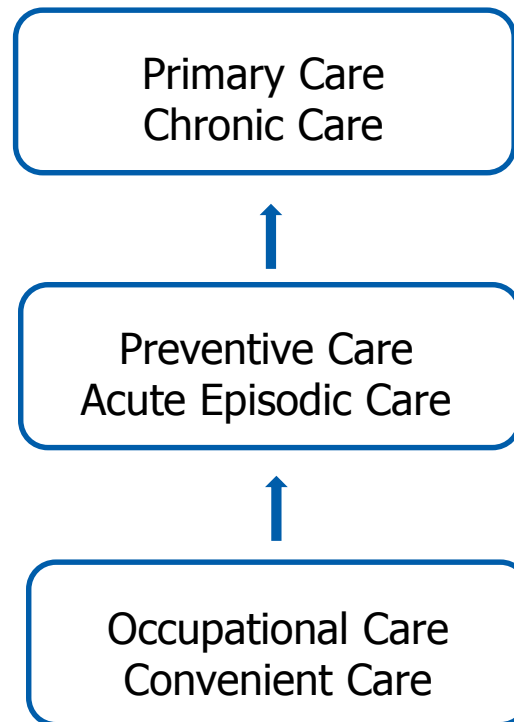 Primary Care
Chronic Care
Preventive Care
Acute Episodic Care
Occupational Care
Convenient Care